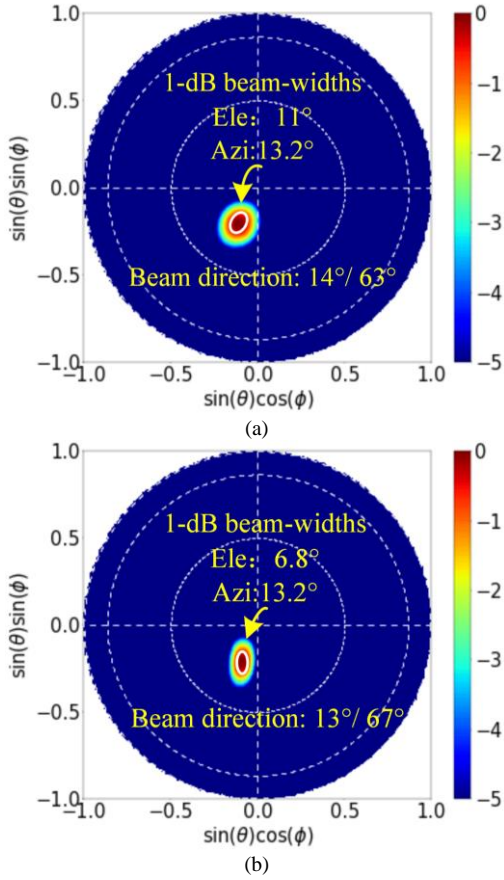 1.0
0.5
0.0
−0.5
−1.0
sin(θ)sin(ϕ)
1-dB beam-widths
Ele: 11°
Azi:13.2°
Beam direction: 14°/ 63°
−1.0 −0.5 0.0 0.5 1.0
sin(θ)cos(ϕ)
0
−1
−2
−3
−4
−5
(a)
1.0
0.5
0.0
−0.5
−1.0
sin(θ)sin(ϕ)
1-dB beam-widths
Ele: 6.8°
Azi:13.2°
Beam direction: 13°/ 67°
−1.0 −0.5 0.0 0.5 1.0
sin(θ)cos(ϕ)
0
−1
−2
−3
−4
−5
(b)